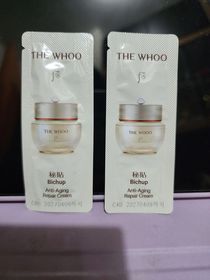 THE WHOO
秘貼
Bichup
Anti-Aging
Repair Cream
THE WHOO
秘貼
Bichup
Anti-Aging
Repair Cream